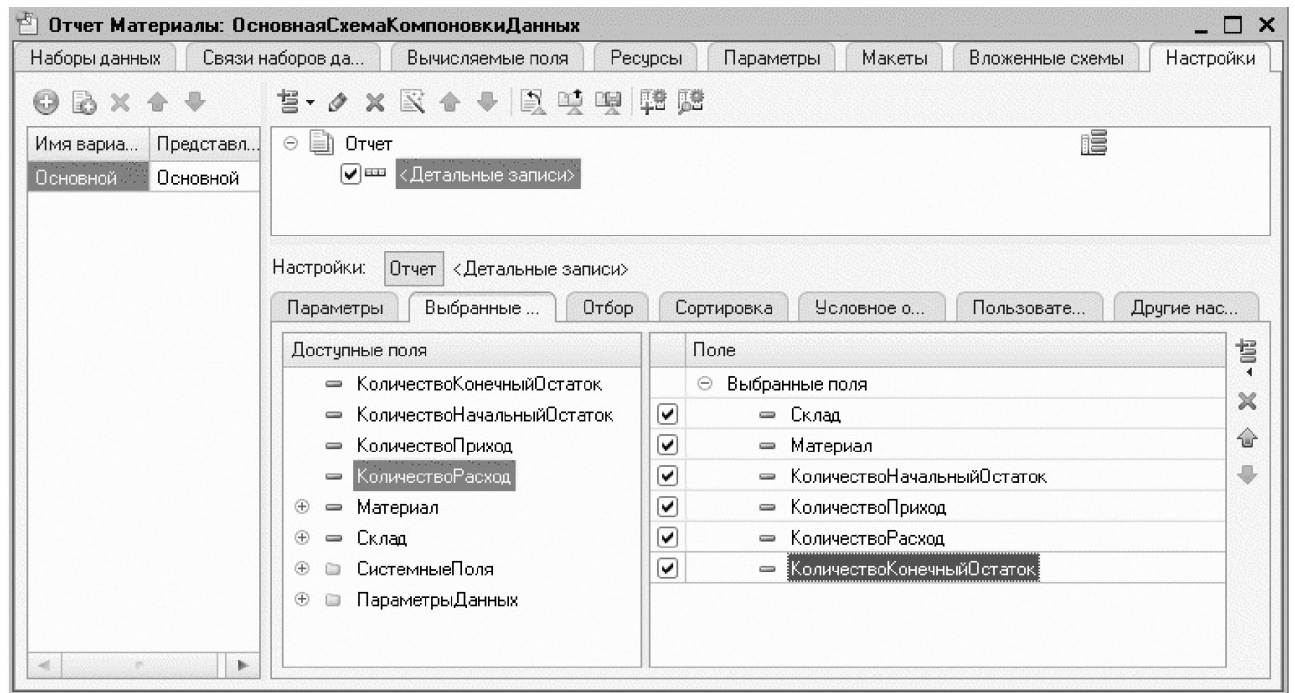 Отчет Материалы: ОсновнаяСхемаКомпоновкиДанных
Наборы данных Связи наборов да... Вычисляемые поля Ресурсы Параметры Макеты Вложенные схемы Настройки
Имя вариа... Представл...
Основной Основной
Отчет
<Детальные записи>
Настройки: Отчет <Детальные записи>
Параметры Выбранные ... Отбор Сортировка Условное о... Пользовате... Другие нас...
Доступные поля
КоличествоКонечныйОстаток
КоличествоНачальныйОстаток
КоличествоПриход
КоличествоРасход
Материал
Склад
СистемныеПоля
ПараметрыДанных
Поле
Выбранные поля
Склад
Материал
КоличествоНачальныйОстаток
КоличествоПриход
КоличествоРасход
КоличествоКонечныйОстаток